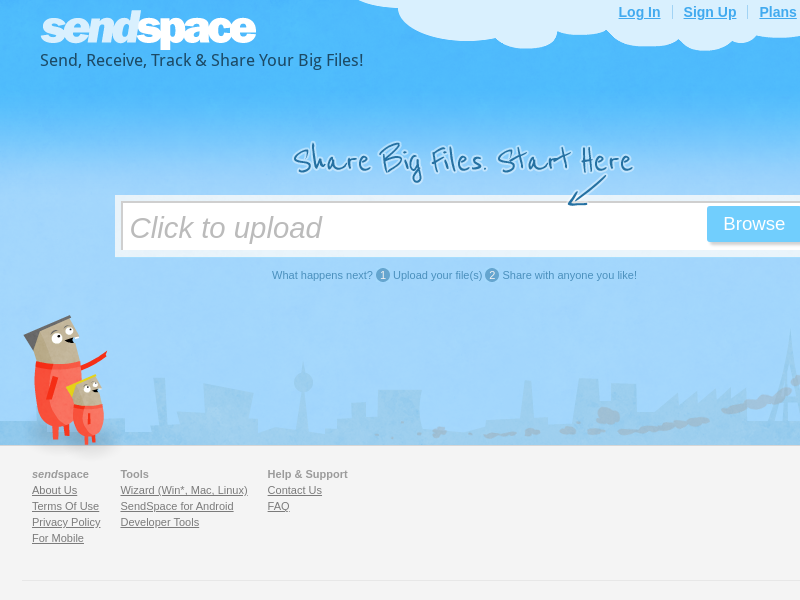 Log In
Sign Up
Plans
sendspace
Send, Receive, Track & Share Your Big Files!
Share Big Files. Start Here
Click to upload
Browse
What happens next? 1 Upload your file(s) 2 Share with anyone you like!
sendspace
About Us
Terms Of Use
Privacy Policy
For Mobile
Tools
Wizard (Win*, Mac, Linux)
SendSpace for Android
Developer Tools
Help & Support
Contact Us
FAQ